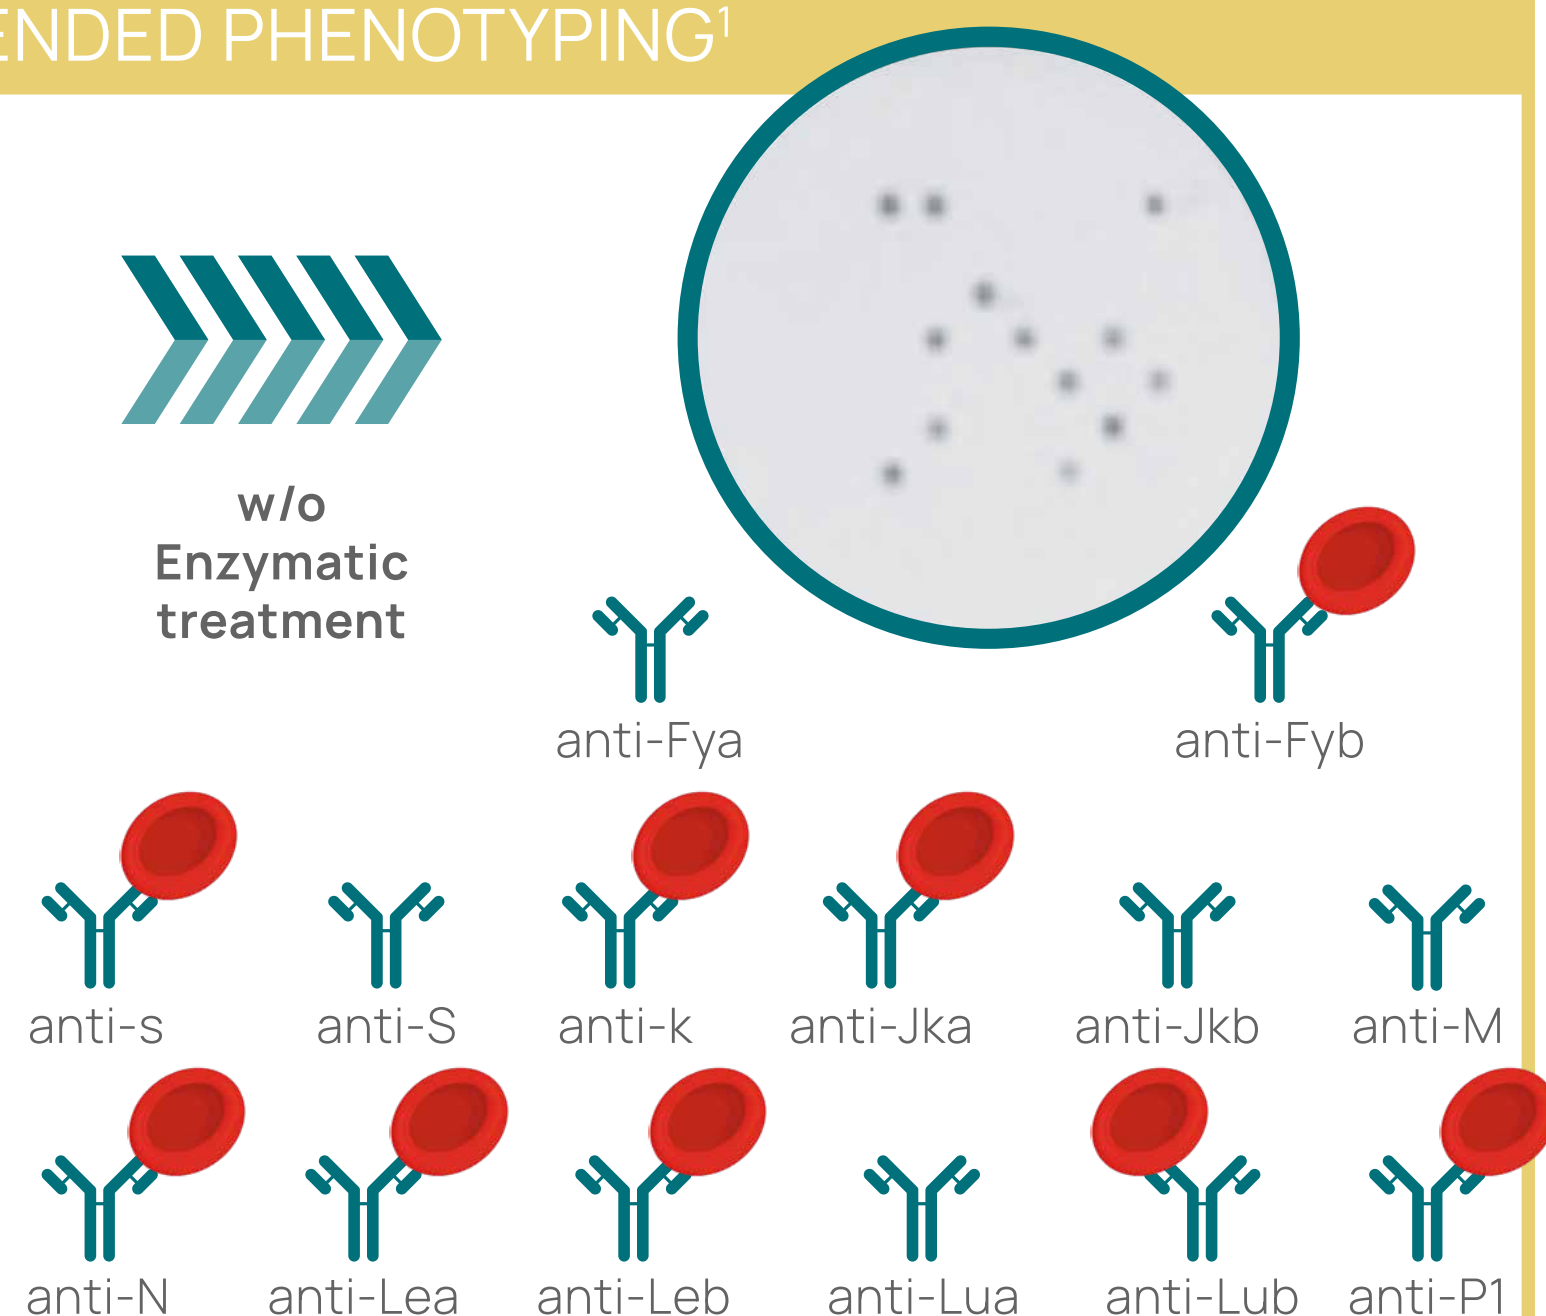 ENDED PHENOTYPING¹
w/o
Enzymatic
treatment
anti-Fya
anti-Fyb
anti-s
anti-S
anti-k
anti-Jka
anti-Jkb
anti-M
anti-N
anti-Lea
anti-Leb
anti-Lua
anti-Lub
anti-P1